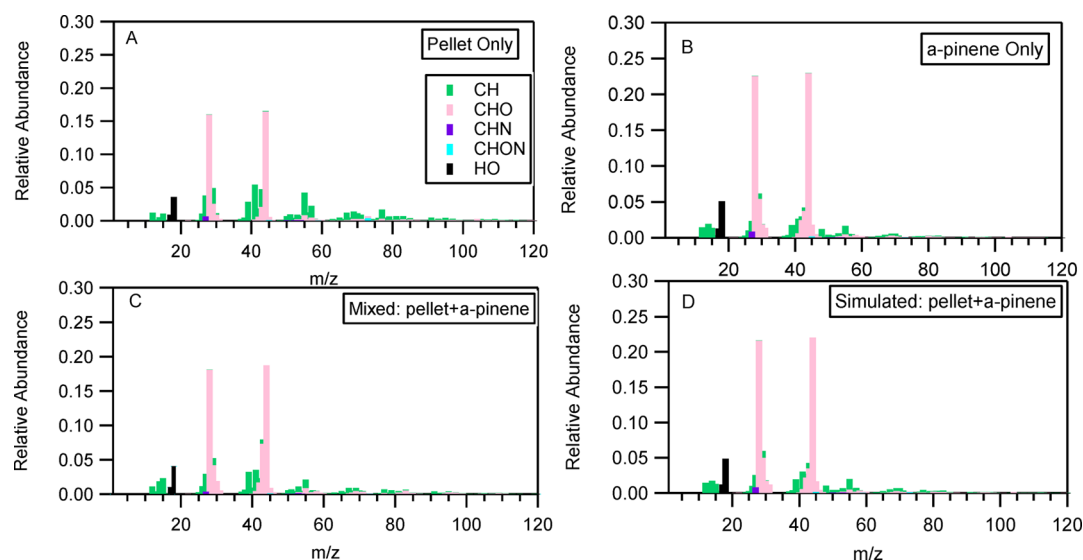 A
Pellet Only
CH
CHO
CHN
CHON
HO
0.30
0.25
0.20
0.15
0.10
0.05
0.00
Relative Abundance
20 40 60 80 100 120
m/z
B
a-pinene Only
0.30
0.25
0.20
0.15
0.10
0.05
0.00
Relative Abundance
20 40 60 80 100 120
m/z
C
Mixed: pellet+a-pinene
0.30
0.25
0.20
0.15
0.10
0.05
0.00
Relative Abundance
20 40 60 80 100 120
m/z
D
Simulated: pellet+a-pinene
0.30
0.25
0.20
0.15
0.10
0.05
0.00
Relative Abundance
20 40 60 80 100 120
m/z